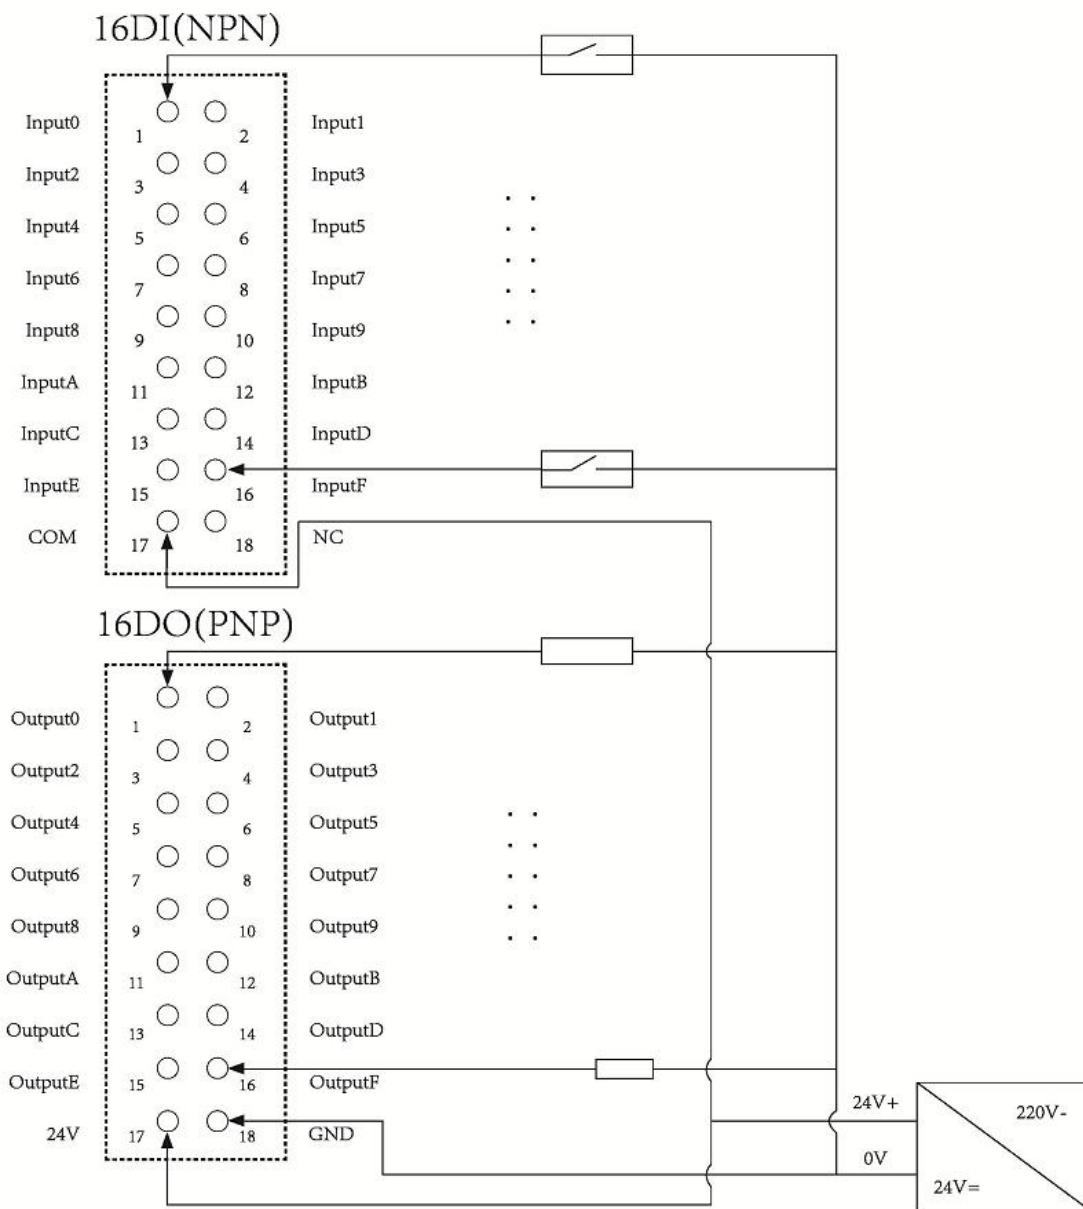 16DI(NPN)
Input0 1 2 Input1
Input2 3 4 Input3
Input4 5 6 Input5
Input6 7 8 Input7
Input8 9 10 Input9
InputA 11 12 InputB
InputC 13 14 InputD
InputE 15 16 InputF
COM 17 18 NC
16DO(PNP)
Output0 1 2 Output1
Output2 3 4 Output3
Output4 5 6 Output5
Output6 7 8 Output7
Output8 9 10 Output9
OutputA 11 12 OutputB
OutputC 13 14 OutputD
OutputE 15 16 OutputF
24V 17 18 GND
24V+
220V-
0V
24V=